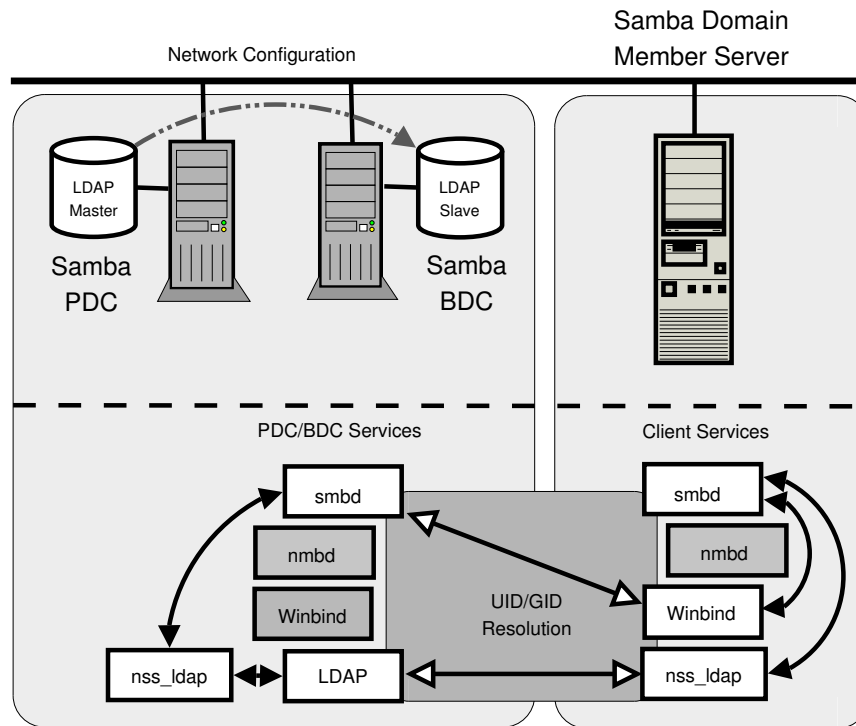 Samba Domain
Member Server
Network Configuration
LDAP
Master
LDAP
Slave
Samba
PDC
Samba
BDC
PDC/BDC Services
Client Services
smbd
smbd
nmbd
nmbd
Winbind
UID/GID
Resolution
Winbind
nss_ldap
LDAP
nss_ldap